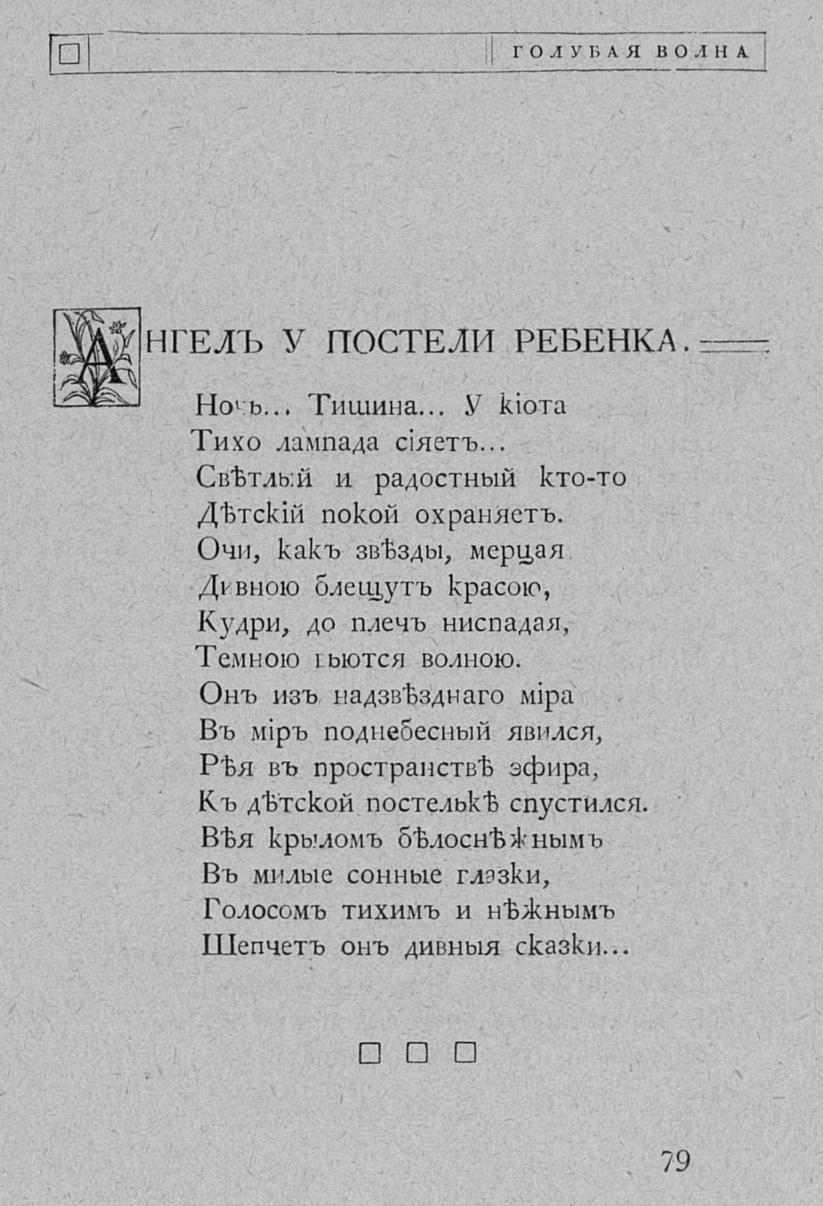 ГОЛУБАЯ ВОЛНА
АНГЕЛЪ У ПОСТЕЛИ РЕБЕНКА.
Ночь... Тишина... У кіота
Тихо лампада сіяетъ...
Свѣтлый и радостный кто-то
Дѣтскій покой охраняетъ.
Очи, какъ звѣзды, мерцая
Дивною блещутъ красою,
Кудри, до плечъ ниспадая,
Темною вьются волною.
Онъ изъ надзвѣзднаго міра
Въ міръ поднебесный явился,
Рѣя въ пространствѣ эфира,
Къ дѣтской постелькѣ спустился.
Вѣя крыломъ бѣлоснѣжнымъ
Въ милые сонные глазки,
Голосомъ тихимъ и нѣжнымъ
Шепчетъ онъ дивныя сказки...
79